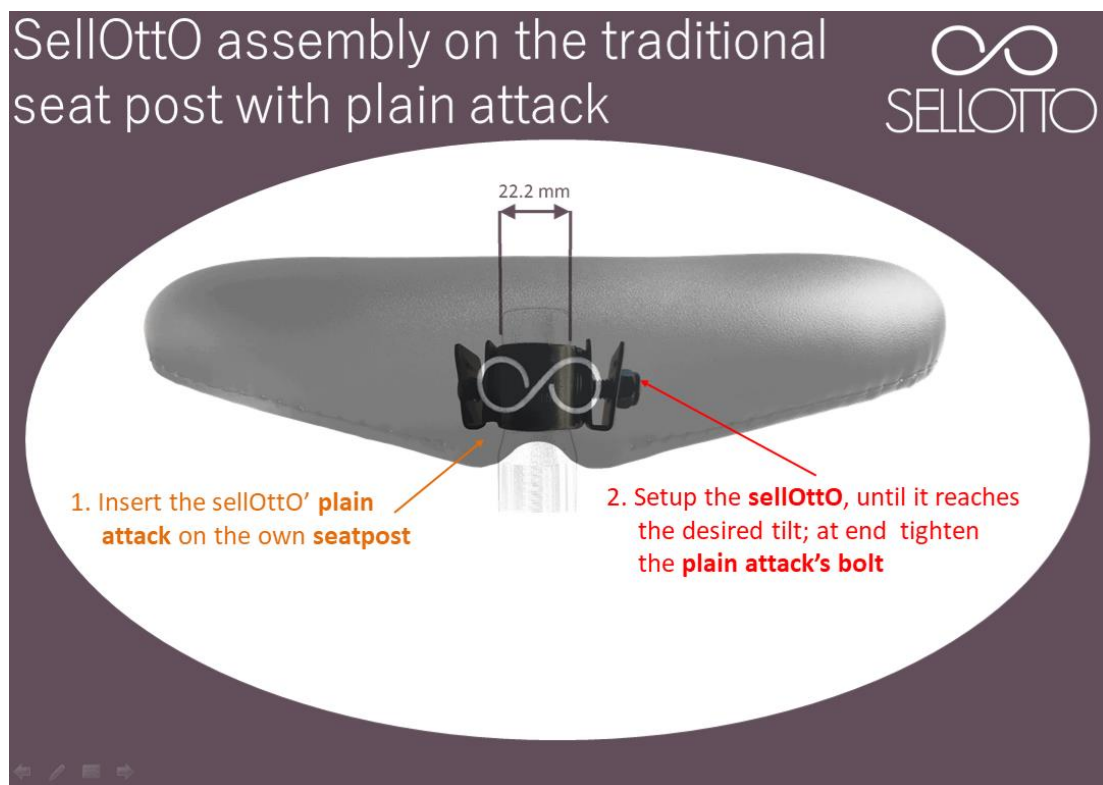 SellOttO assembly on the traditional
seat post with plain attack
SELLOTTO
22.2 mm
1. Insert the sellOttO' plain
attack on the own seatpost
2. Setup the sellOttO, until it reaches
the desired tilt; at end tighten
the plain attack's bolt